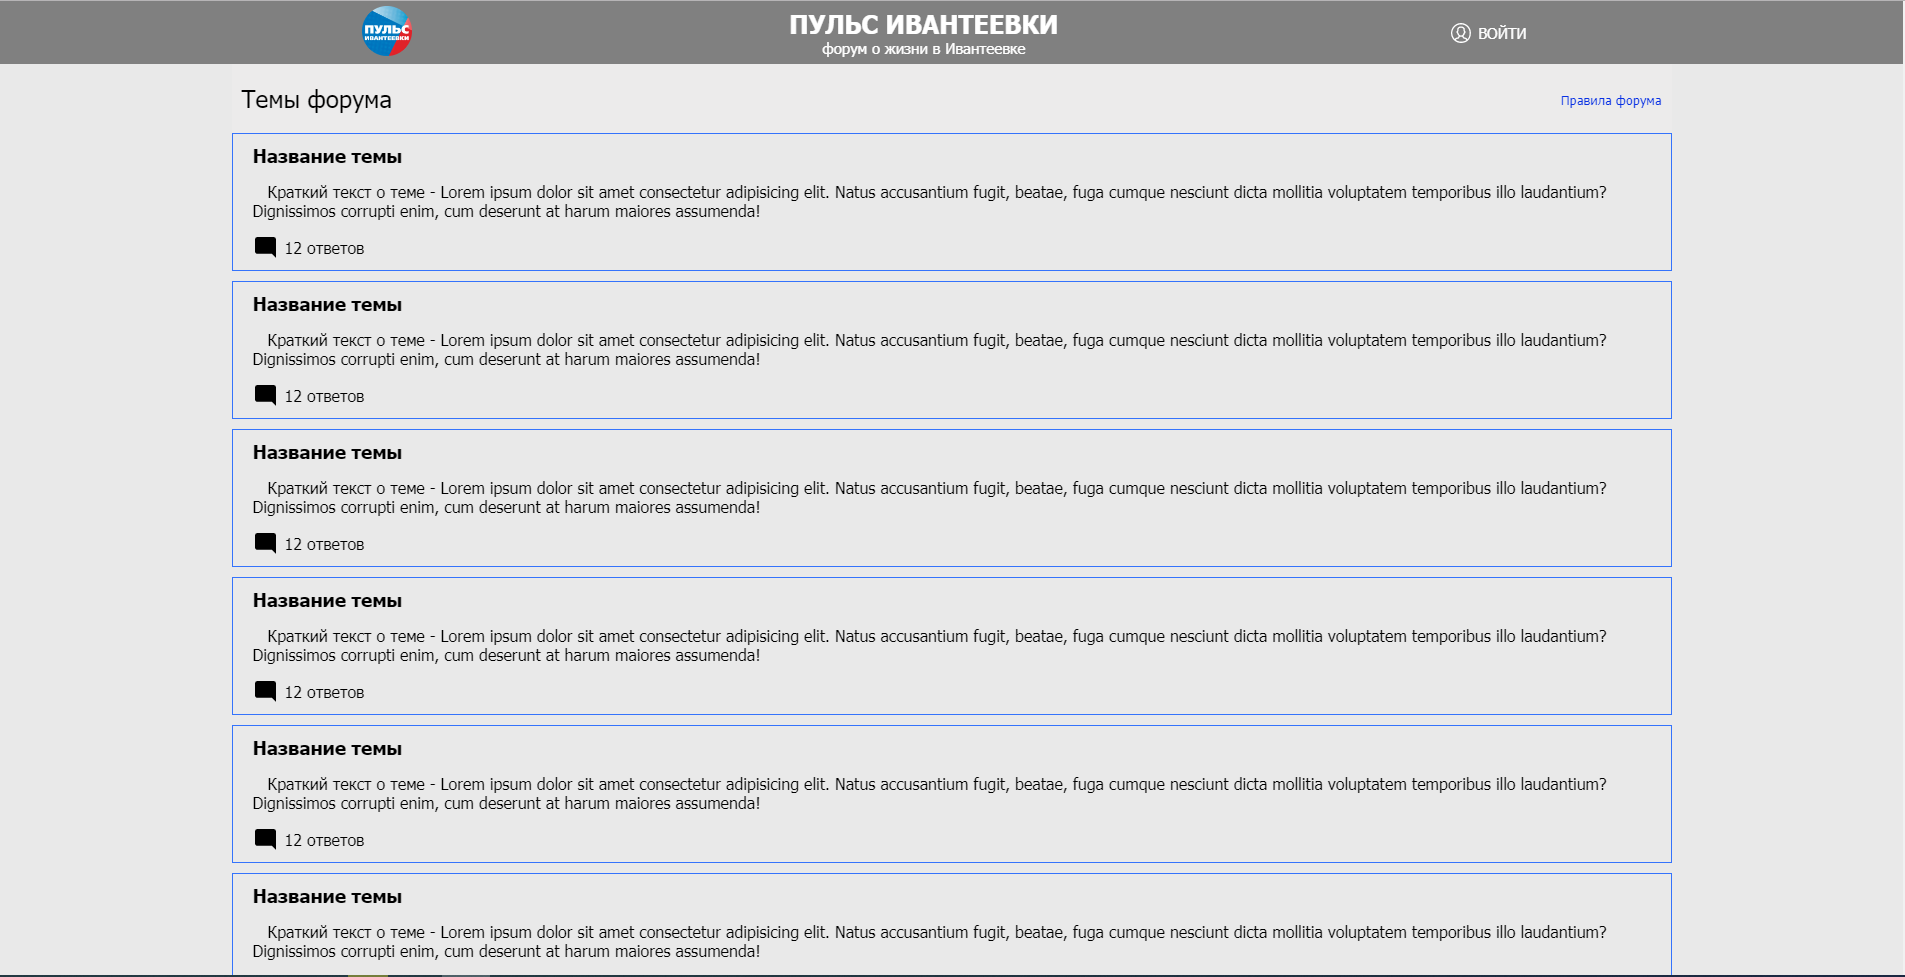 ПУЛЬС
ИВАНТЕЕВКИ
ПУЛЬС ИВАНТЕЕВКИ
форум о жизни в Ивантеевке
ВОЙТИ
Темы форума
Правила форума
Название темы
Краткий текст о теме - Lorem ipsum dolor sit amet consectetur adipisicing elit. Natus accusantium fugit, beatae, fuga cumque nesciunt dicta mollitia voluptatem temporibus illo laudantium?
Dignissimos corrupti enim, cum deserunt at harum maiores assumenda!
12 ответов
Название темы
Краткий текст о теме - Lorem ipsum dolor sit amet consectetur adipisicing elit. Natus accusantium fugit, beatae, fuga cumque nesciunt dicta mollitia voluptatem temporibus illo laudantium?
Dignissimos corrupti enim, cum deserunt at harum maiores assumenda!
12 ответов
Название темы
Краткий текст о теме - Lorem ipsum dolor sit amet consectetur adipisicing elit. Natus accusantium fugit, beatae, fuga cumque nesciunt dicta mollitia voluptatem temporibus illo laudantium?
Dignissimos corrupti enim, cum deserunt at harum maiores assumenda!
12 ответов
Название темы
Краткий текст о теме - Lorem ipsum dolor sit amet consectetur adipisicing elit. Natus accusantium fugit, beatae, fuga cumque nesciunt dicta mollitia voluptatem temporibus illo laudantium?
Dignissimos corrupti enim, cum deserunt at harum maiores assumenda!
12 ответов
Название темы
Краткий текст о теме - Lorem ipsum dolor sit amet consectetur adipisicing elit. Natus accusantium fugit, beatae, fuga cumque nesciunt dicta mollitia voluptatem temporibus illo laudantium?
Dignissimos corrupti enim, cum deserunt at harum maiores assumenda!
12 ответов
Название темы
Краткий текст о теме - Lorem ipsum dolor sit amet consectetur adipisicing elit. Natus accusantium fugit, beatae, fuga cumque nesciunt dicta mollitia voluptatem temporibus illo laudantium?
Dignissimos corrupti enim, cum deserunt at harum maiores assumenda!